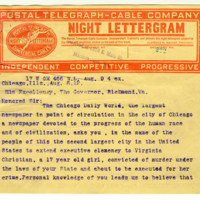 POSTAL TELEGRAPH-CABLE COMPANY
NIGHT LETTERGRAM
INDEPENDENT COMPETITIVE PROGRESSIVE
Chicago, Ills, Aug,
His Excellency, The Governor, Richmond, Va.
Honored Sir:
The Chicago Daily World, the largest
newspaper in point of circulation in the city of Chicago
a newspaper devoted to the progress of the human race
and of civilization, asks you, in the name of the
people of this the second largest city in the United
States to extend executive clemency to Virginia
Christian, a 17 year old girl, convicted of murder under
the laws of your State and about to be executed for her
crime. Personal knowledge of you leads us to believe that